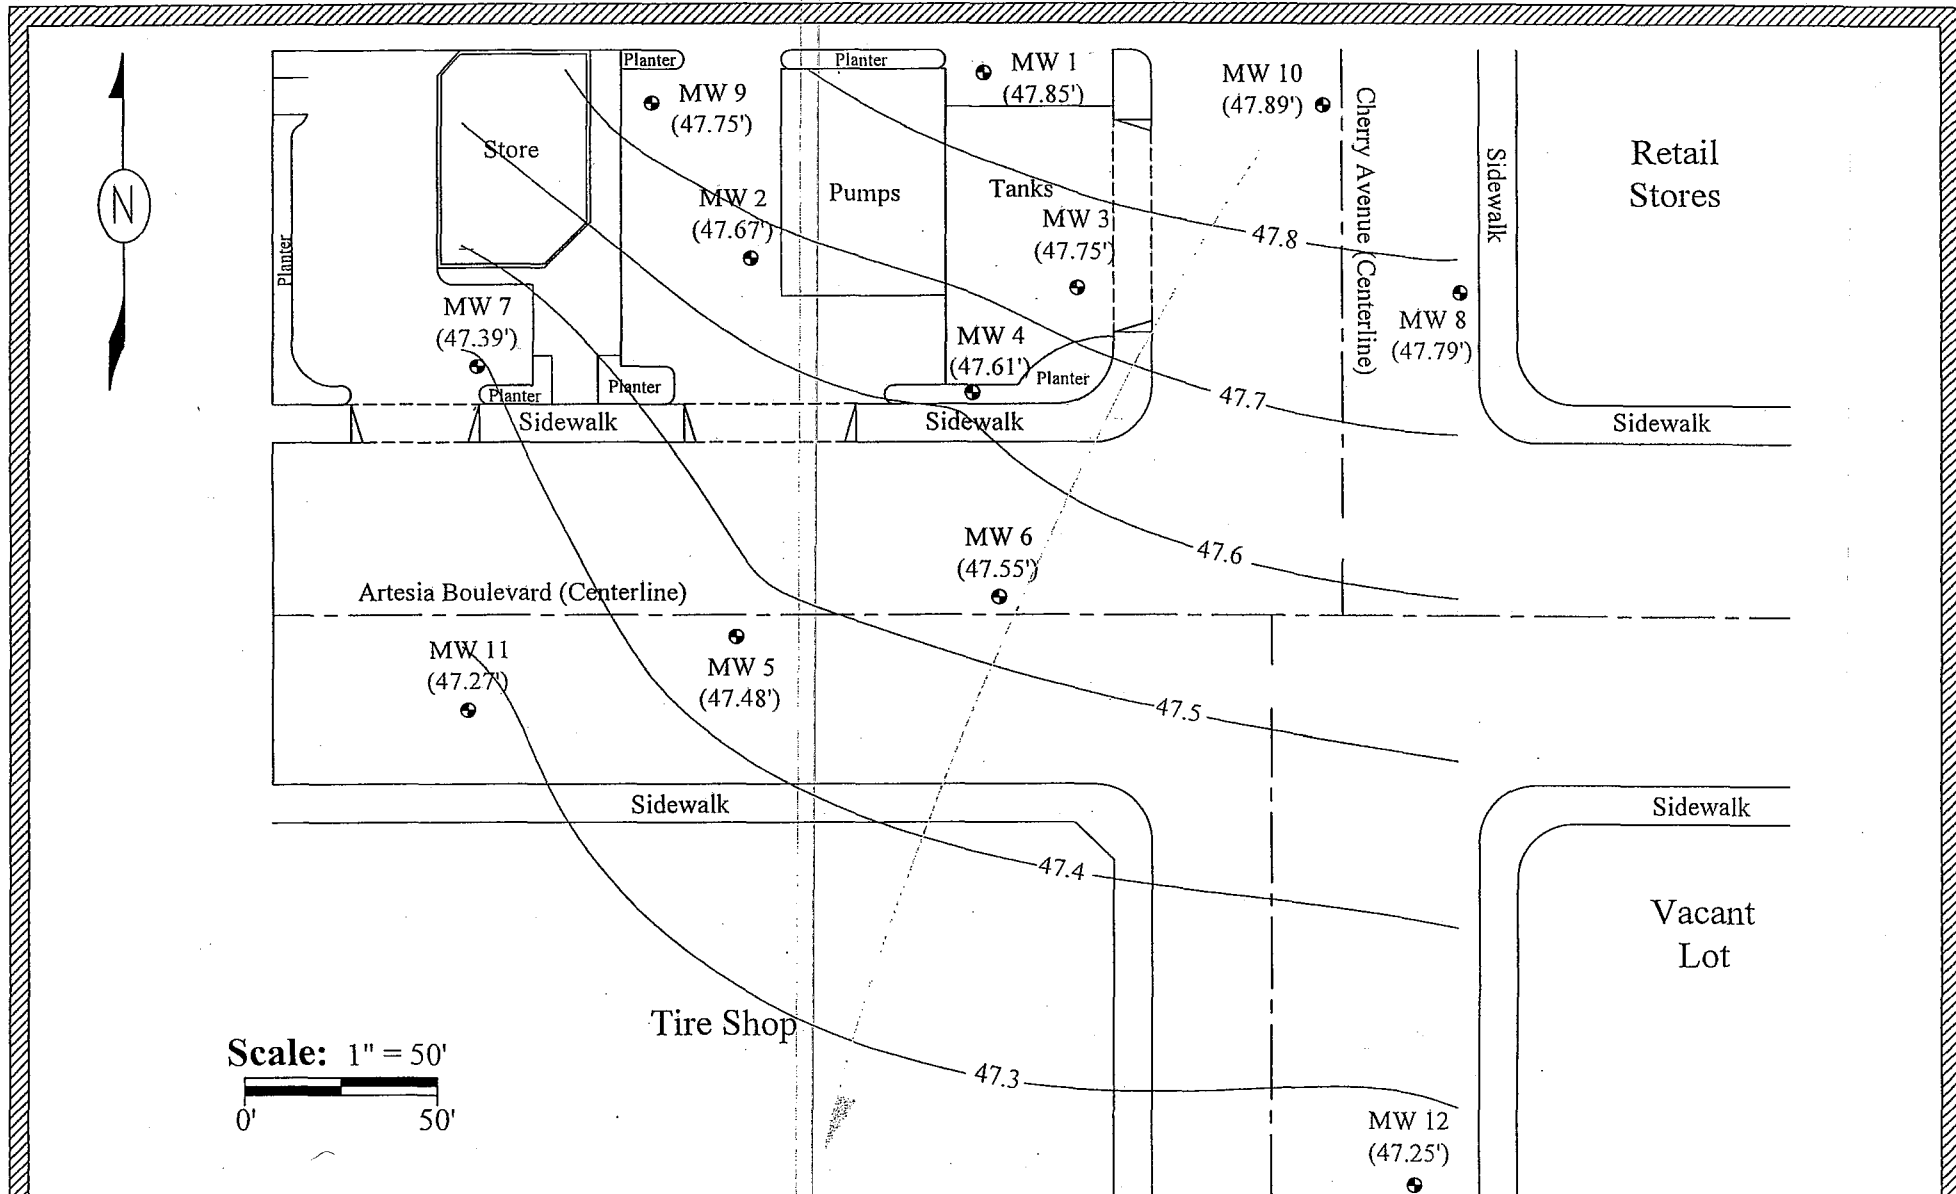 Planter
Planter
MW 1
(47.85')
MW 10
(47.89')
MW 9
(47.75')
Cherry Avenue (Centerline)
Store
Sidewalk
Retail
Stores
N
Pumps
Tanks
MW 2
(47.67')
MW 3
(47.75')
47.8
Planter
MW 7
(47.39')
MW 4
(47.61')
MW 8
(47.79')
Planter
Planter
Planter
47.7
Sidewalk
Sidewalk
Sidewalk
MW 6
(47.55')
47.6
Artesia Boulevard (Centerline)
MW 11
(47.27')
MW 5
(47.48')
47.5
Sidewalk
Sidewalk
47.4
Vacant
Lot
Tire Shop
Scale: 1" = 50'
0' 50'
47.3
MW 12
(47.25')